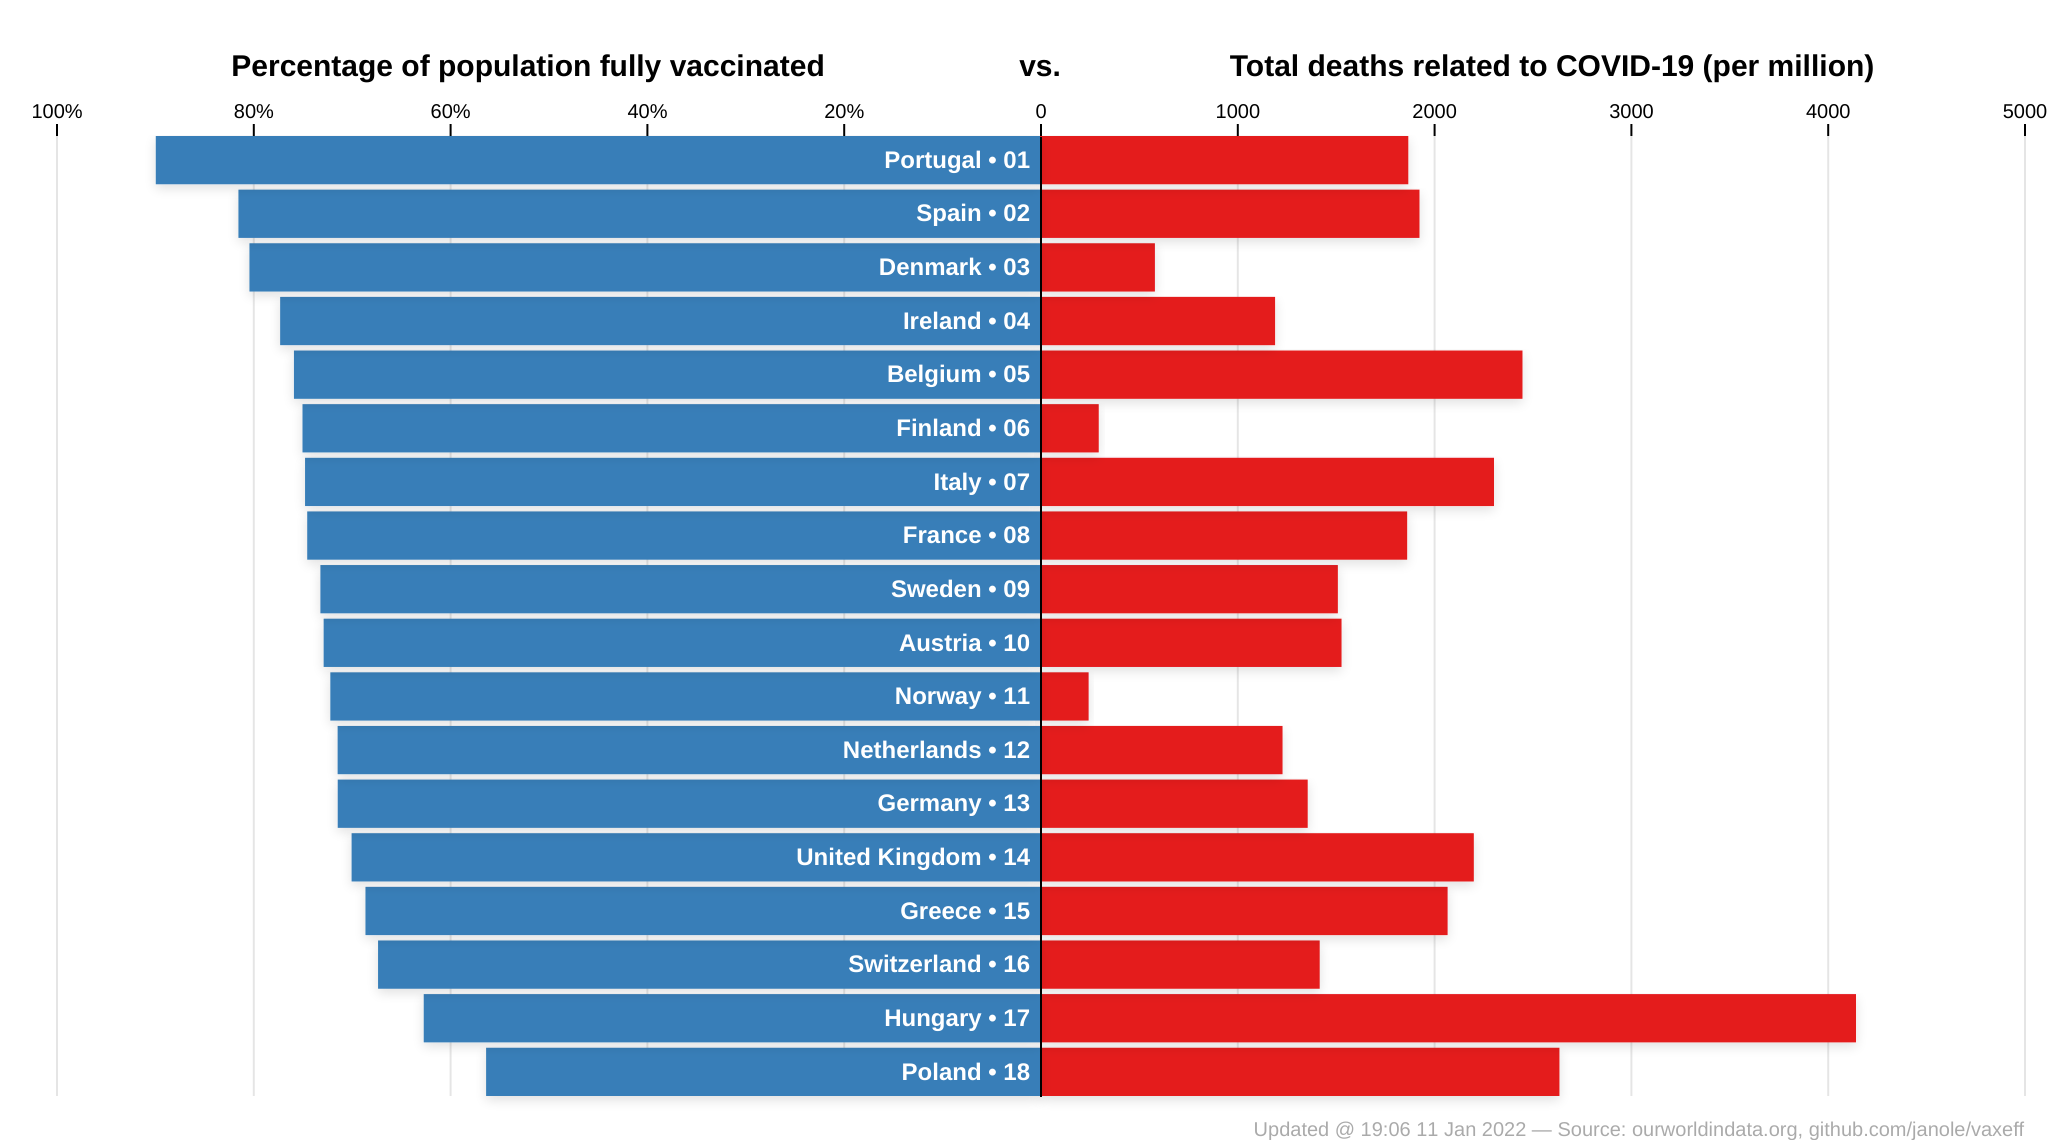 Percentage of population fully vaccinated vs. Total deaths related to COVID-19 (per million)
100% 80% 60% 40% 20% 0 1000 2000 3000 4000 5000
Portugal • 01
Spain • 02
Denmark • 03
Ireland • 04
Belgium • 05
Finland • 06
Italy • 07
France • 08
Sweden • 09
Austria • 10
Norway • 11
Netherlands • 12
Germany • 13
United Kingdom • 14
Greece • 15
Switzerland • 16
Hungary • 17
Poland • 18
Updated @ 19:06 11 Jan 2022 — Source: ourworldindata.org, github.com/janole/vaxeff